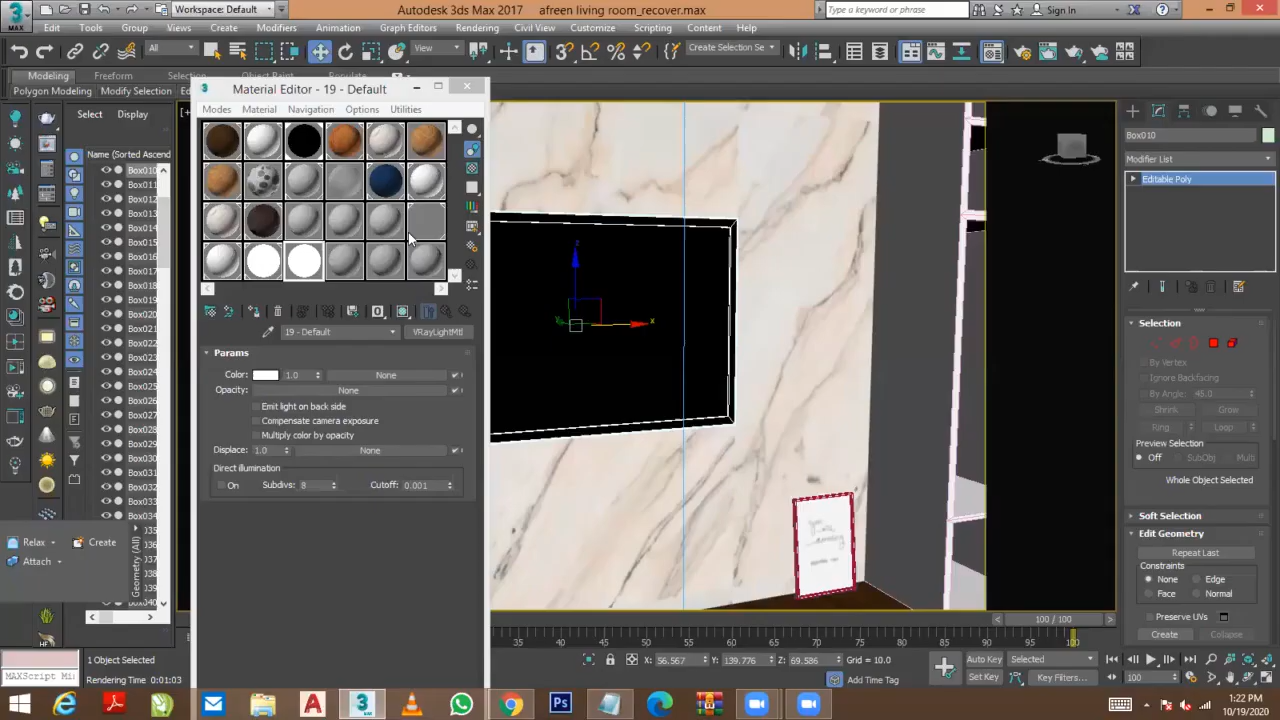 3
MAX
Workspace: Default
Autodesk 3ds Max 2017    afreen living room_recover.max
Type a keyword or phrase
Sign In
Edit Tools Group Views Create Modifiers Animation Graph Editors Rendering Civil View Customize Scripting Content Help
All
View
Create Selection Se
Modeling Freeform Selection Object Paint Populate
Polygon Modeling Modify Selection
Select Display
Name (Sorted Ascend
Box010
Box011
Box012
Box013
Box014
Box015
Box016
Box017
Box018
Box019
Box020
Box021
Box022
Box023
Box024
Box025
Box026
Box027
Box028
Box029
Box030
Box031
Box032
Box033
Box034
Relax
Create
Attach
Geometry (All)
Material Editor - 19 - Default
Modes Material Navigation Options Utilities
19 - Default
VRayLightMtl
Params
Color: 1.0 None
Opacity: None
Emit light on back side
Compensate camera exposure
Multiply color by opacity
Displace: 1.0 None
Direct illumination
On Subdivs: 8 Cutoff: 0.001
z
x
Box010
Modifier List
Editable Poly
Selection
By Vertex
Ignore Backfacing
By Angle: 45.0
Shrink Grow
Ring Loop
Preview Selection
Off SubObj Multi
Whole Object Selected
Soft Selection
Edit Geometry
Repeat Last
Constraints
None Edge
Face Normal
Preserve UVs
Create Collapse
100 / 100
35 40 45 50 55 60 65 70 75 80 85 90 95 100
1 Object Selected
Rendering Time 0:01:03
MAXScript Mi
X: 56.567 Y: 139.776 Z: 69.586 Grid = 10.0
Add Time Tag
Auto Key Selected
Set Key Key Filters...
100
1:22 PM
10/19/2020